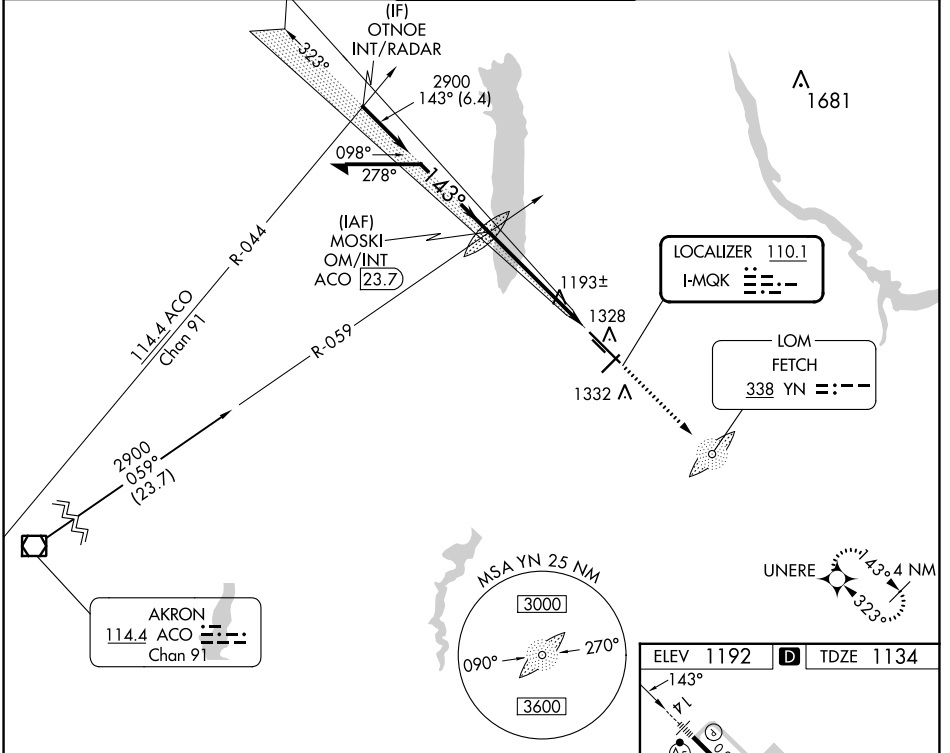 (IF)
OTNOE
INT/RADAR
323°
2900
143° (6.4)
1681
098°
278°
143°
(IAF)
MOSKI
OM/INT
ACO 23.7
R-044
114.4 ACO
Chan 91
R-059
1193±
1328
1332
LOCALIZER 110.1
I-MQK
LOM
FETCH
338 YN
2900
059°
(23.7)
AKRON
114.4 ACO
Chan 91
MSA YN 25 NM
3000
090°
270°
3600
UNERE
143° 4 NM
323°
ELEV 1192 D TDZE 1134
143°
14
P